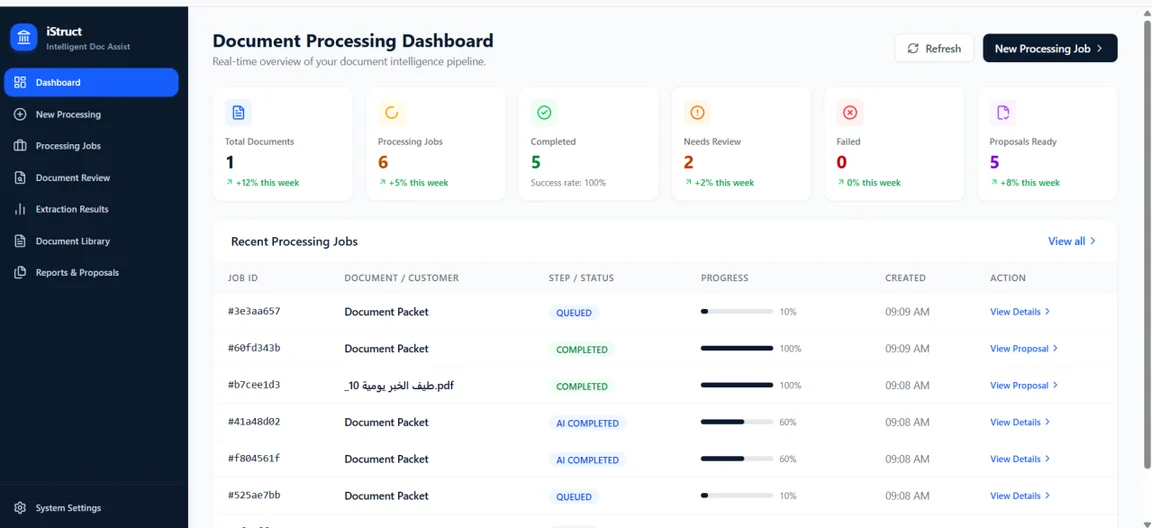 iStruct
Intelligent Doc Assist
Dashboard
New Processing
Processing Jobs
Document Review
Extraction Results
Document Library
Reports & Proposals
System Settings
Document Processing Dashboard
Real-time overview of your document intelligence pipeline.
Refresh
New Processing Job
Total Documents
1
+12% this week
Processing Jobs
6
+5% this week
Completed
5
Success rate: 100%
Needs Review
2
+2% this week
Failed
0
0% this week
Proposals Ready
5
+8% this week
Recent Processing Jobs
View all
JOB ID DOCUMENT / CUSTOMER STEP / STATUS PROGRESS CREATED ACTION
#3e3aa657 Document Packet QUEUED 10% 09:09 AM View Details
#60fd343b Document Packet COMPLETED 100% 09:09 AM View Proposal
#b7cee1d3 _10 طيف الخبر يومية.pdf COMPLETED 100% 09:08 AM View Proposal
#41a48d02 Document Packet AI COMPLETED 60% 09:08 AM View Details
#f804561f Document Packet AI COMPLETED 60% 09:08 AM View Details
#525ae7bb Document Packet QUEUED 10% 09:08 AM View Details